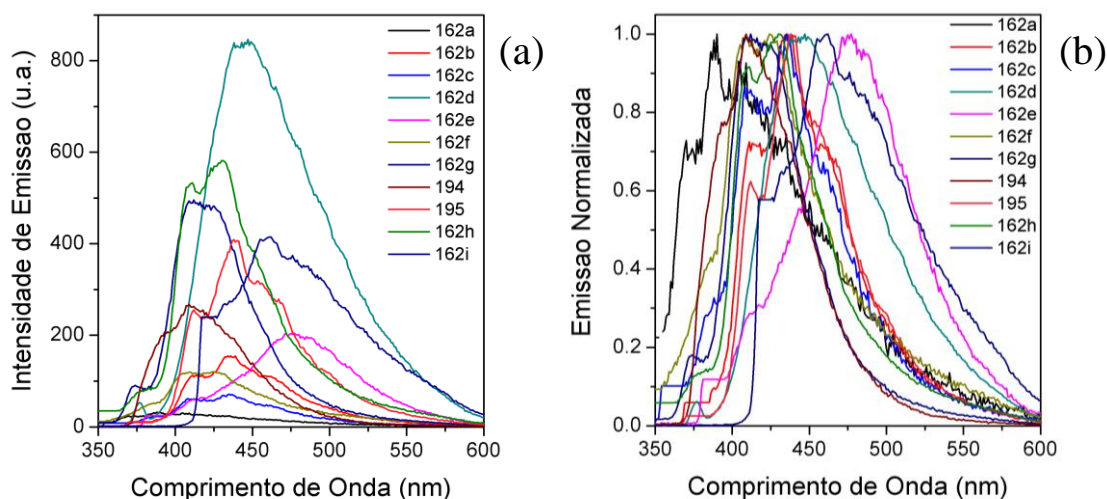 (a)
Intensidade de Emissao (u.a.)
800
600
400
200
0
350
400
450
500
550
600
Comprimento de Onda (nm)
162a
162b
162c
162d
162e
162f
162g
194
195
162h
162i
(b)
Emissao Normalizada
1.0
0.8
0.6
0.4
0.2
0.0
350
400
450
500
550
600
Comprimento de Onda (nm)
162a
162b
162c
162d
162e
162f
162g
194
195
162h
162i